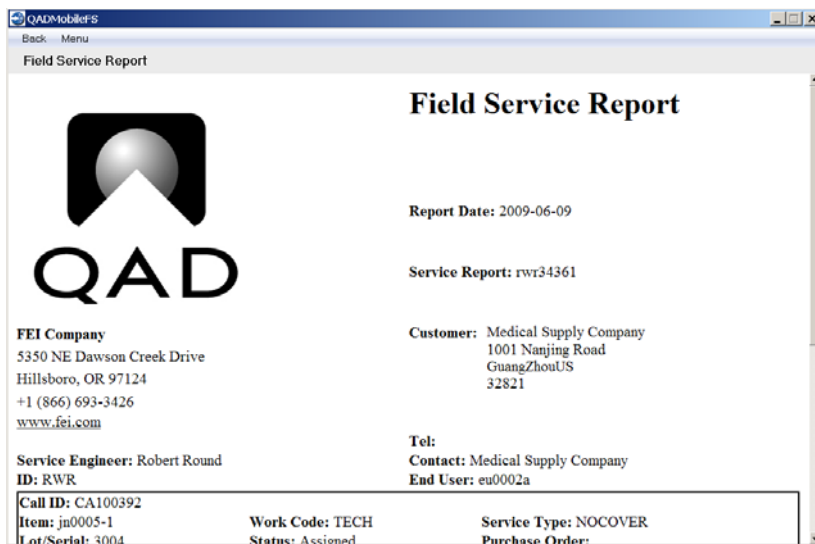 QADMobileFS
Back Menu
Field Service Report
Field Service Report
QAD
Report Date: 2009-06-09
Service Report: rwr34361
FEI Company
5350 NE Dawson Creek Drive
Hillsboro, OR 97124
+1 (866) 693-3426
www.fei.com
Customer: Medical Supply Company
1001 Nanjing Road
GuangZhouUS
32821
Tel:
Service Engineer: Robert Round
ID: RWR
Contact: Medical Supply Company
End User: eu0002a
Call ID: CA100392
Item: jn0005-1 Work Code: TECH Service Type: NOCOVER
Lot/Serial: 3004 Status: Assigned Purchase Order: